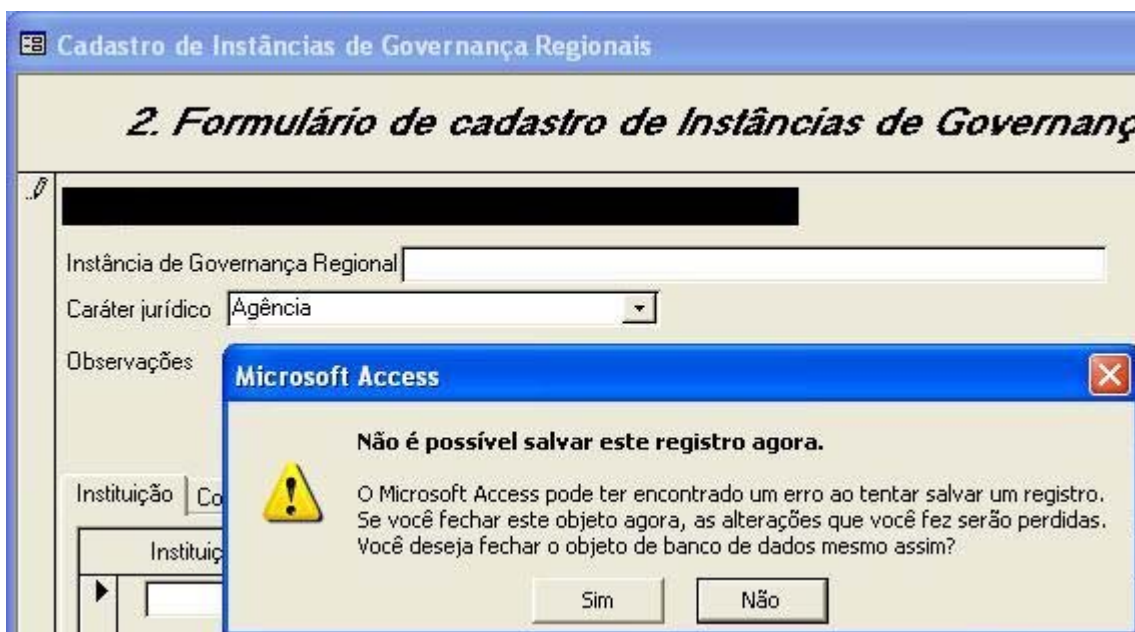 Cadastro de Instâncias de Governança Regionais
2. Formulário de cadastro de Instâncias de Governanç
Instância de Governança Regional
Caráter jurídico Agência
Observações
Microsoft Access
Não é possível salvar este registro agora.
O Microsoft Access pode ter encontrado um erro ao tentar salvar um registro.
Se você fechar este objeto agora, as alterações que você fez serão perdidas.
Você deseja fechar o objeto de banco de dados mesmo assim?
Sim Não
Instituição Co
Instituiç